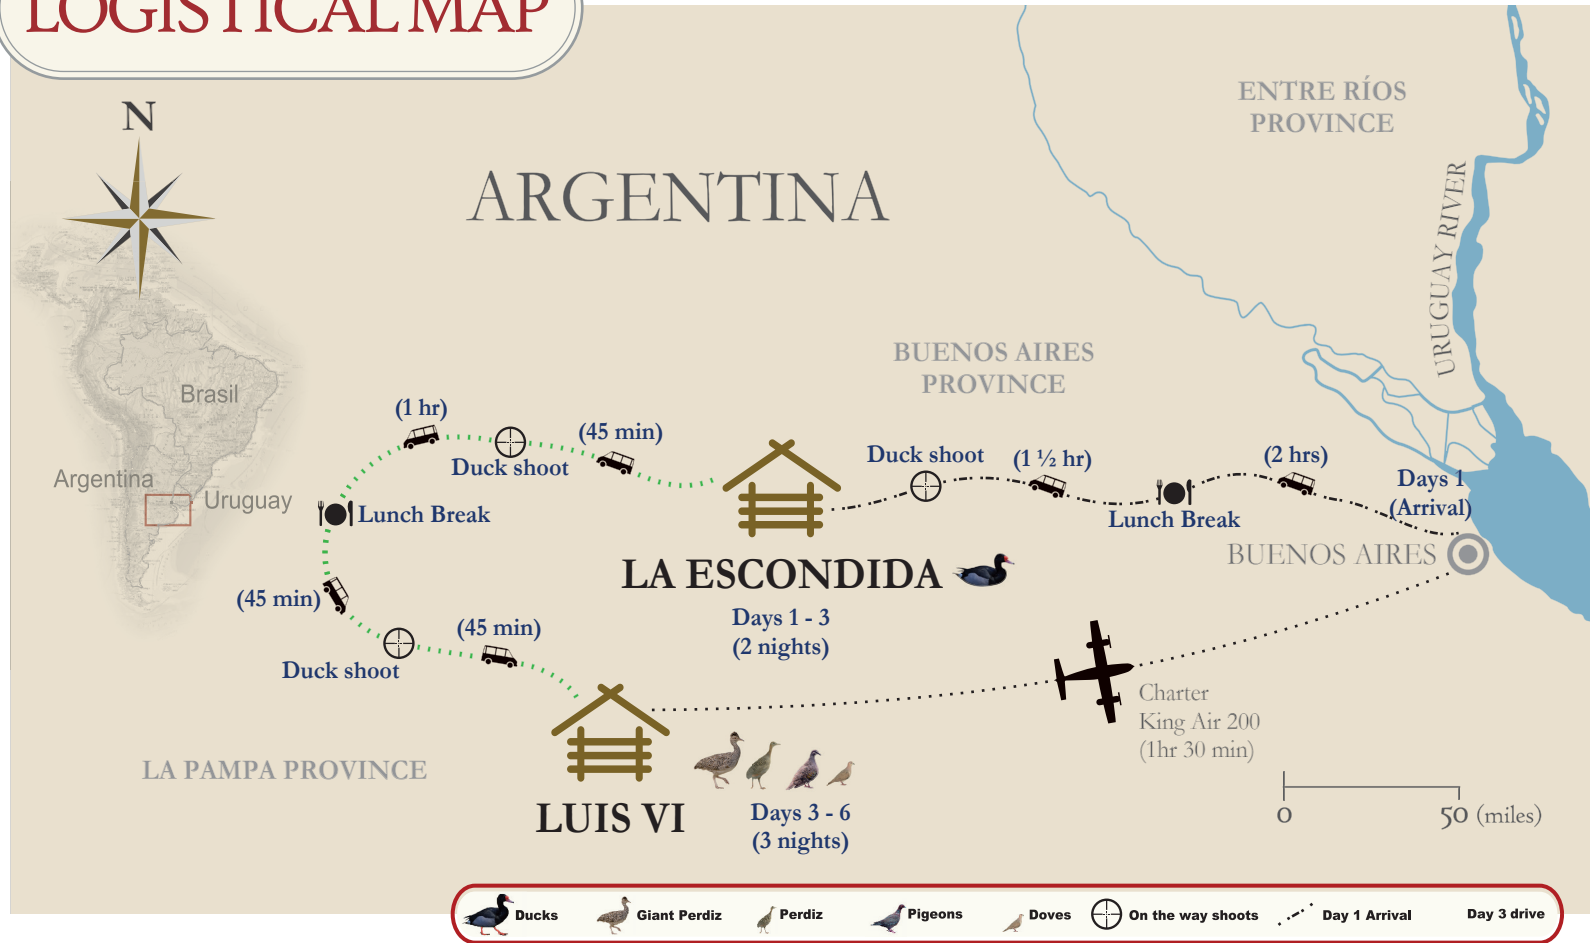 LOGISTICAL MAP
N
ENTRE RÍOS
PROVINCE
ARGENTINA
URUGUAY RIVER
BUENOS AIRES
PROVINCE
Brasil
Argentina
Uruguay
(1 hr)
Duck shoot
(45 min)
Lunch Break
(45 min)
Duck shoot
(45 min)
Duck shoot
(1 ½ hr)
Lunch Break
(2 hrs)
Days 1
(Arrival)
BUENOS AIRES
LA ESCONDIDA
Days 1 - 3
(2 nights)
Charter
King Air 200
(1hr 30 min)
LA PAMPA PROVINCE
LUIS VI
Days 3 - 6
(3 nights)
0 50 (miles)
Ducks Giant Perdiz Perdiz Pigeons Doves On the way shoots Day 1 Arrival Day 3 drive